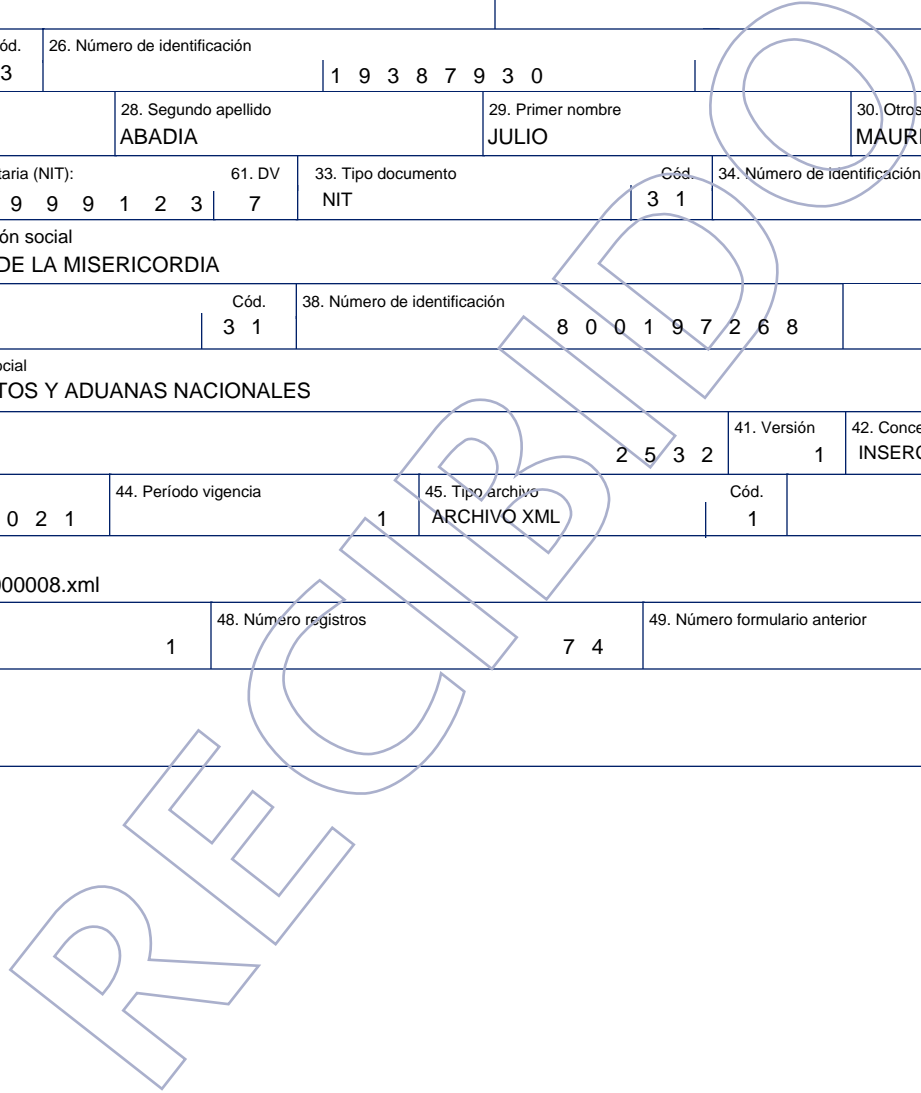 ód. 26. Número de identificación
3 1 9 3 8 7 9 3 0
28. Segundo apellido 29. Primer nombre 30. Otros
ABADIA JULIO MAURI
taria (NIT): 61. DV 33. Tipo documento Cód. 34. Número de identificación
9 9 9 1 2 3 7 NIT 3 1
ón social
DE LA MISERICORDIA
Cód. 38. Número de identificación
3 1 8 0 0 1 9 7 2 6 8
ocial
TOS Y ADUANAS NACIONALES
41. Versión 42. Conce
2 5 3 2 1 INSERC
44. Período vigencia 45. Tipo archivo Cód.
0 2 1 1 ARCHIVO XML 1
000008.xml
48. Número registros 49. Número formulario anterior
1 7 4
RECIBIDO